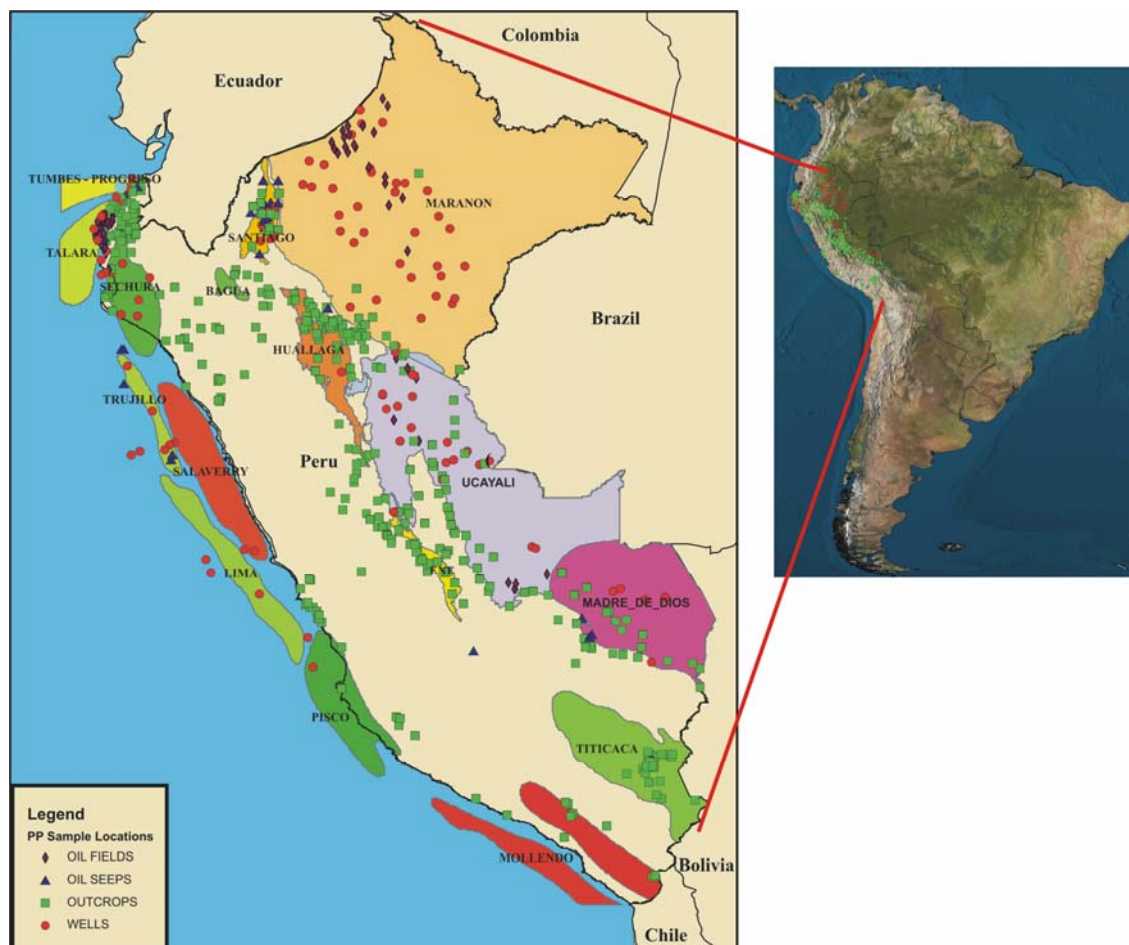 Colombia
Ecuador
TUMBES - PROGRESO
MARANON
SANTIAGO
TALARA
BAGUA
SECHURA
Brazil
HUALLAGA
TRUJILLO
Peru
SALAVERRY
UCAYALI
ENE
LIMA
MADRE_DE_DIOS
PISCO
TITICACA
MOLLENDO
Bolivia
Chile
Legend
PP Sample Locations
OIL FIELDS
OIL SEEPS
OUTCROPS
WELLS